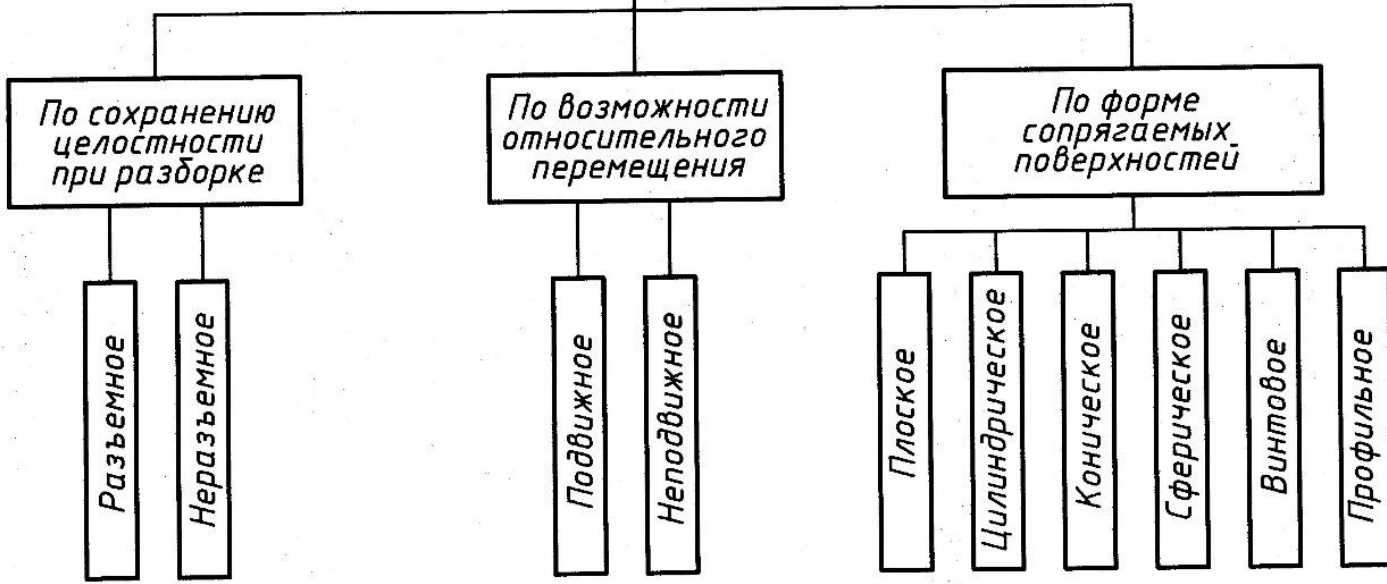 По сохранению
целостности
при разборке
По возможности
относительного
перемещения
По форме
сопрягаемых
поверхностей
Разъемное
Неразъемное
Подвижное
Неподвижное
Плоское
Цилиндрическое
Коническое
Сферическое
Винтовое
Профильное